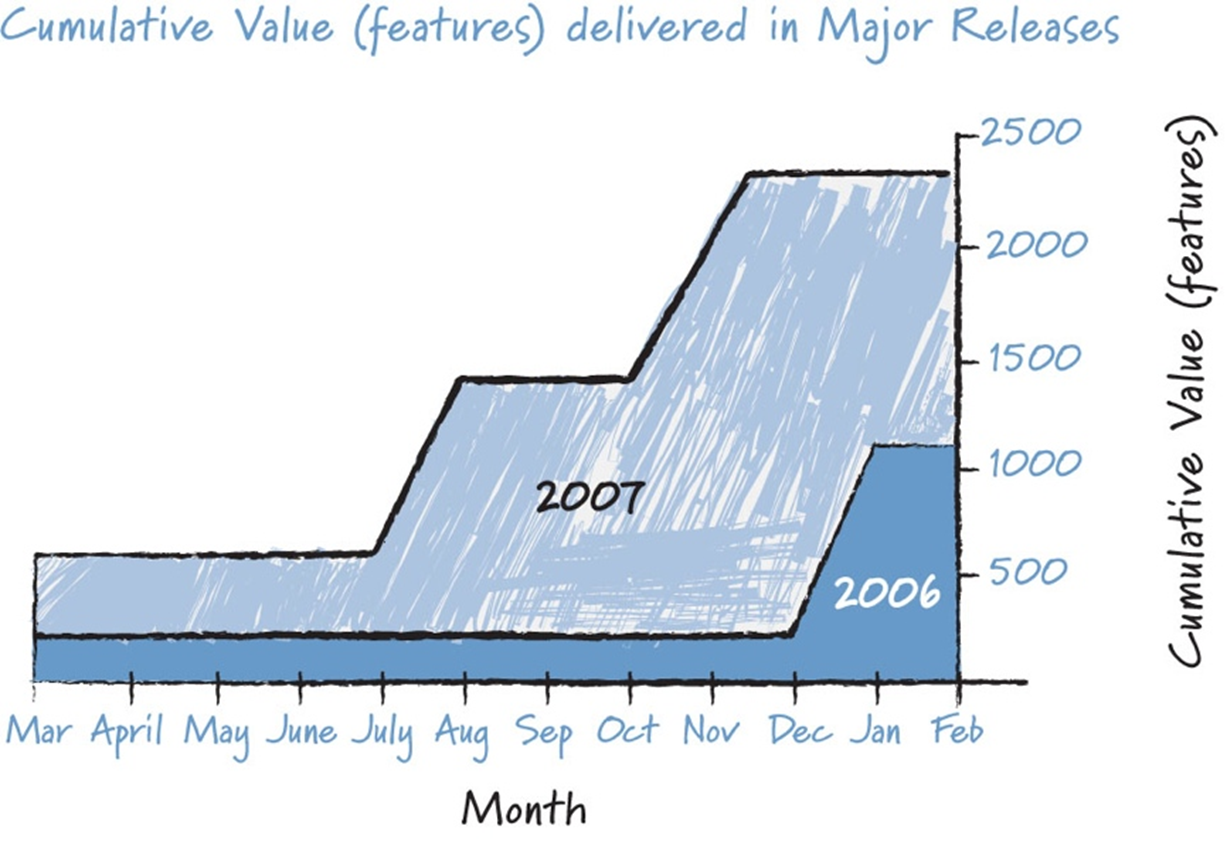 Cumulative Value (features) delivered in Major Releases
2500
2000
1500
1000
500
Cumulative Value (features)
2007
2006
Mar April May June July Aug Sep Oct Nov Dec Jan Feb
Month